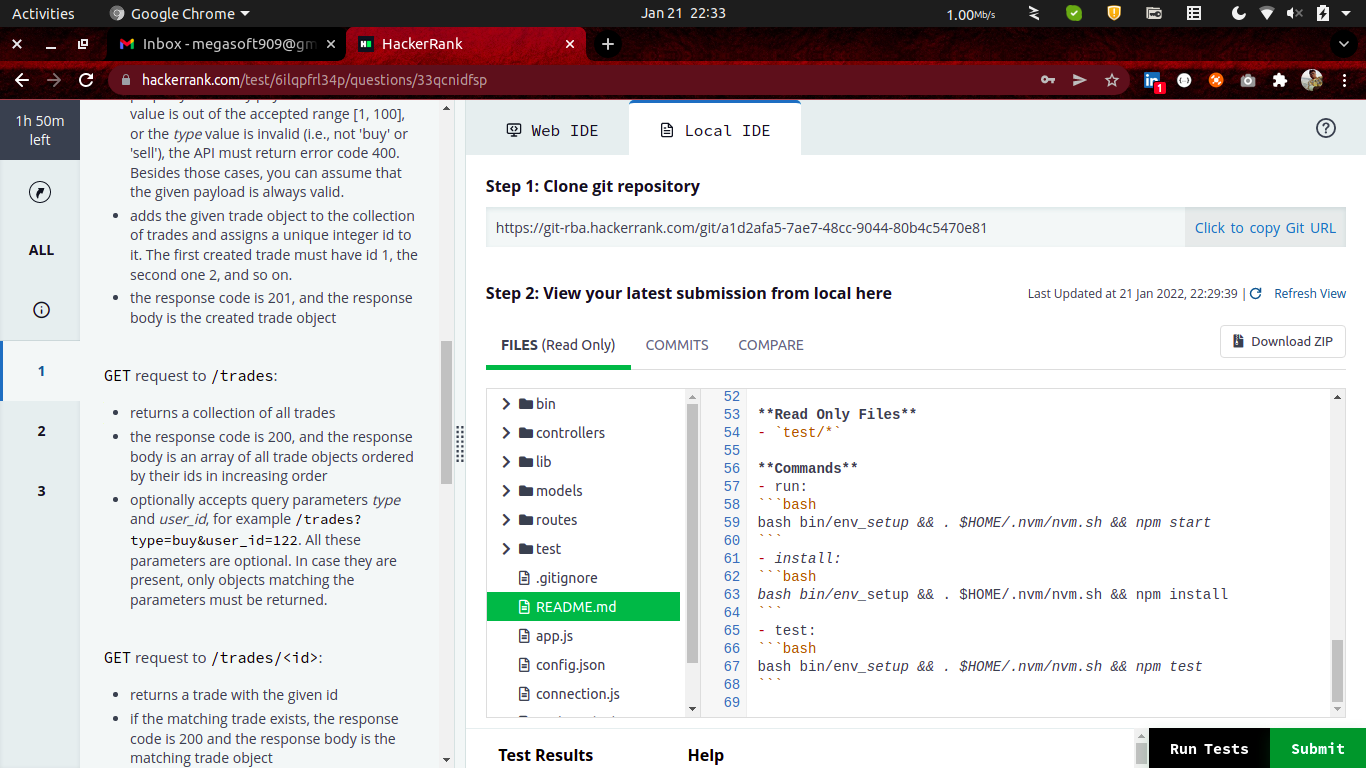 Activities
Google Chrome
Jan 21 22:33
1.00Mb/s
Inbox - megasoft909@gm
HackerRank
hackerrank.com/test/6ilqpfrl34p/questions/33qcnidfsp
1
1h 50m
left
ALL
1
2
3
value is out of the accepted range [1, 100],
or the type value is invalid (i.e., not 'buy' or
'sell'), the API must return error code 400.
Besides those cases, you can assume that
the given payload is always valid.
• adds the given trade object to the collection
of trades and assigns a unique integer id to
it. The first created trade must have id 1, the
second one 2, and so on.
• the response code is 201, and the response
body is the created trade object
GET request to /trades:
• returns a collection of all trades
• the response code is 200, and the response
body is an array of all trade objects ordered
by their ids in increasing order
• optionally accepts query parameters type
and user_id, for example /trades?
type=buy&user_id=122. All these
parameters are optional. In case they are
present, only objects matching the
parameters must be returned.
GET request to /trades/<id>:
• returns a trade with the given id
• if the matching trade exists, the response
code is 200 and the response body is the
matching trade object
Web IDE
Local IDE
Step 1: Clone git repository
https://git-rba.hackerrank.com/git/a1d2afa5-7ae7-48cc-9044-80b4c5470e81
Click to copy Git URL
Step 2: View your latest submission from local here
Last Updated at 21 Jan 2022, 22:29:39 | Refresh View
FILES (Read Only)
COMMITS
COMPARE
Download ZIP
bin
controllers
lib
models
routes
test
.gitignore
README.md
app.js
config.json
connection.js
52
53 **Read Only Files**
54 - `test/*`
55
56 **Commands**
57 - run:
58 ```bash
59 bash bin/env_setup && . $HOME/.nvm/nvm.sh && npm start
60 ```
61 - install:
62 ```bash
63 bash bin/env_setup && . $HOME/.nvm/nvm.sh && npm install
64 ```
65 - test:
66 ```bash
67 bash bin/env_setup && . $HOME/.nvm/nvm.sh && npm test
68 ```
69
Test Results
Help
Run Tests
Submit